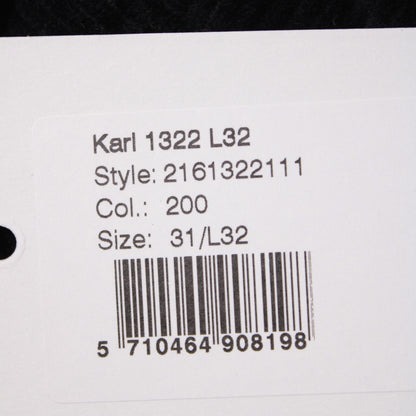 Karl 1322 L32
Style: 2161322111
Col.: 200
Size: 31/L32
5 710464 908198